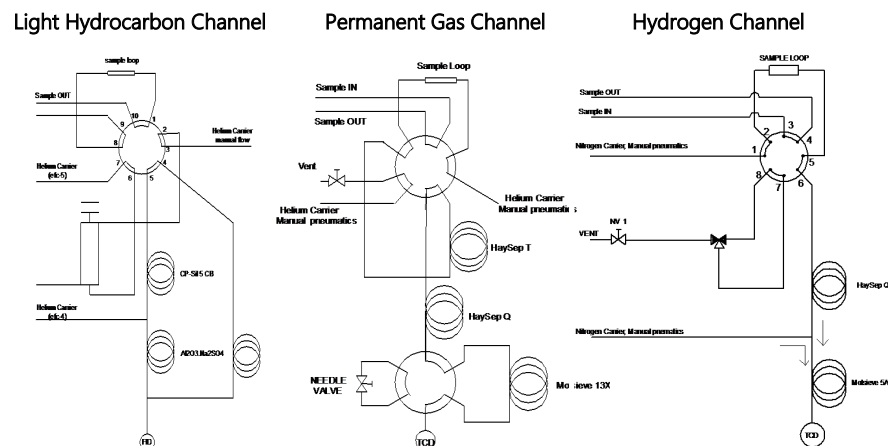 Light Hydrocarbon Channel
sample loop
Sample OUT
10
1
9
2
8
3
7
4
6
5
Helium Carrier
manual flow
Helium Carrier
(efc-5)
CP-Sil 5 CB
Helium Carrier
(efc-4)
Al2O3.Na2SO4
FID
Permanent Gas Channel
Sample Loop
Sample IN
Sample OUT
Vent
Helium Carrier
Manual pneumatics
Helium Carrier
Manual pneumatics
HaySep T
HaySep Q
NEEDLE
VALVE
Molsieve 13X
TCD
Hydrogen Channel
SAMPLE LOOP
Sample OUT
Sample IN
3
2
4
Nitrogen Carrier, Manual pneumatics
1
5
8
6
7
NV 1
VENT
HaySep Q
Nitrogen Carrier, Manual pneumatics
Molsieve 5A
TCD